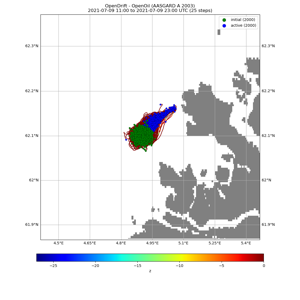 OpenDrift - OpenOil (AASGARD A 2003)
2021-07-09 11:00 to 2021-07-09 23:00 UTC (25 steps)
initial (2000)
active (2000)
62.3°N
62.3°N
62.2°N
62.2°N
62.1°N
62.1°N
62°N
62°N
61.9°N
61.9°N
4.5°E
4.65°E
4.8°E
4.95°E
5.1°E
5.25°E
5.4°E
−25
−20
−15
−10
−5
0
z